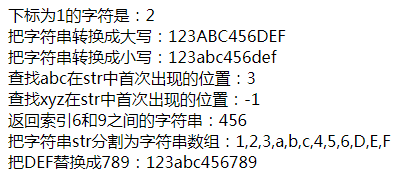 下标为1的字符是：2
把字符串转换成大写：123ABC456DEF
把字符串转换成小写：123abc456def
查找abc在str中首次出现的位置：3
查找xyz在str中首次出现的位置：-1
返回索引6和9之间的字符串：456
把字符串str分割为字符串数组：1,2,3,a,b,c,4,5,6,D,E,F
把DEF替换成789：123abc456789